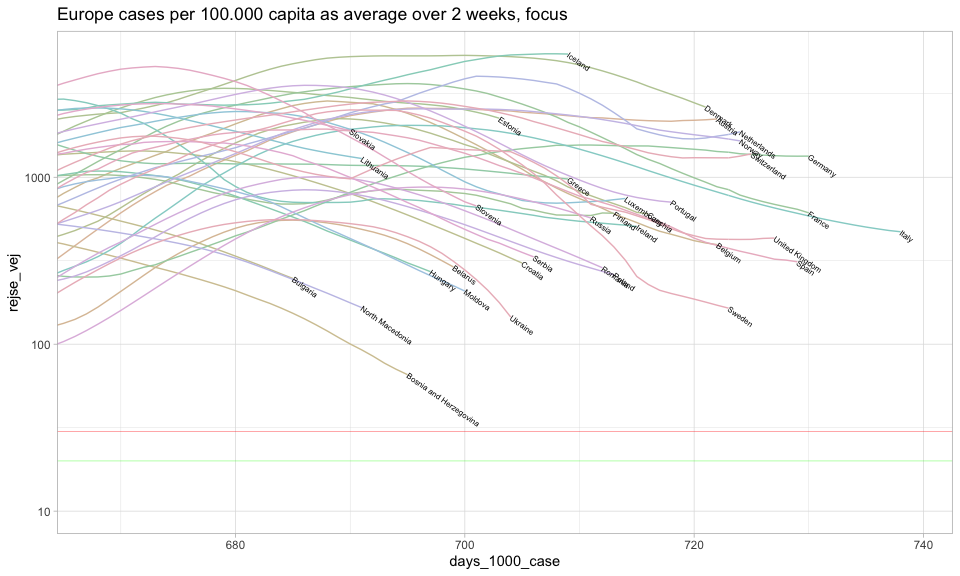 Europe cases per 100.000 capita as average over 2 weeks, focus
rejse_vej
1000
100
10
Iceland
Denmark
Austria
Netherlands
Norway
Switzerland
Germany
Estonia
Slovakia
Lithuania
Greece
Luxembourg
Portugal
Slovenia
Russia
Finland
Ireland
France
Italy
Belgium
United Kingdom
Spain
Serbia
Croatia
Belarus
Hungary
Moldova
Romania
Poland
Bulgaria
North Macedonia
Ukraine
Sweden
Bosnia and Herzegovina
680
700
720
740
days_1000_case